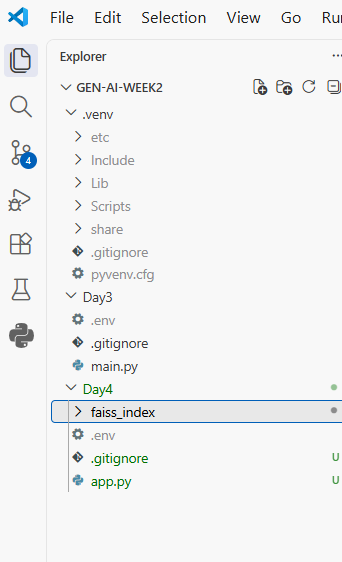 File Edit Selection View Go Run
Explorer
GEN-AI-WEEK2
.venv
etc
Include
Lib
Scripts
share
.gitignore
pyvenv.cfg
Day3
.env
.gitignore
main.py
Day4
faiss_index
.env
.gitignore U
app.py U
4